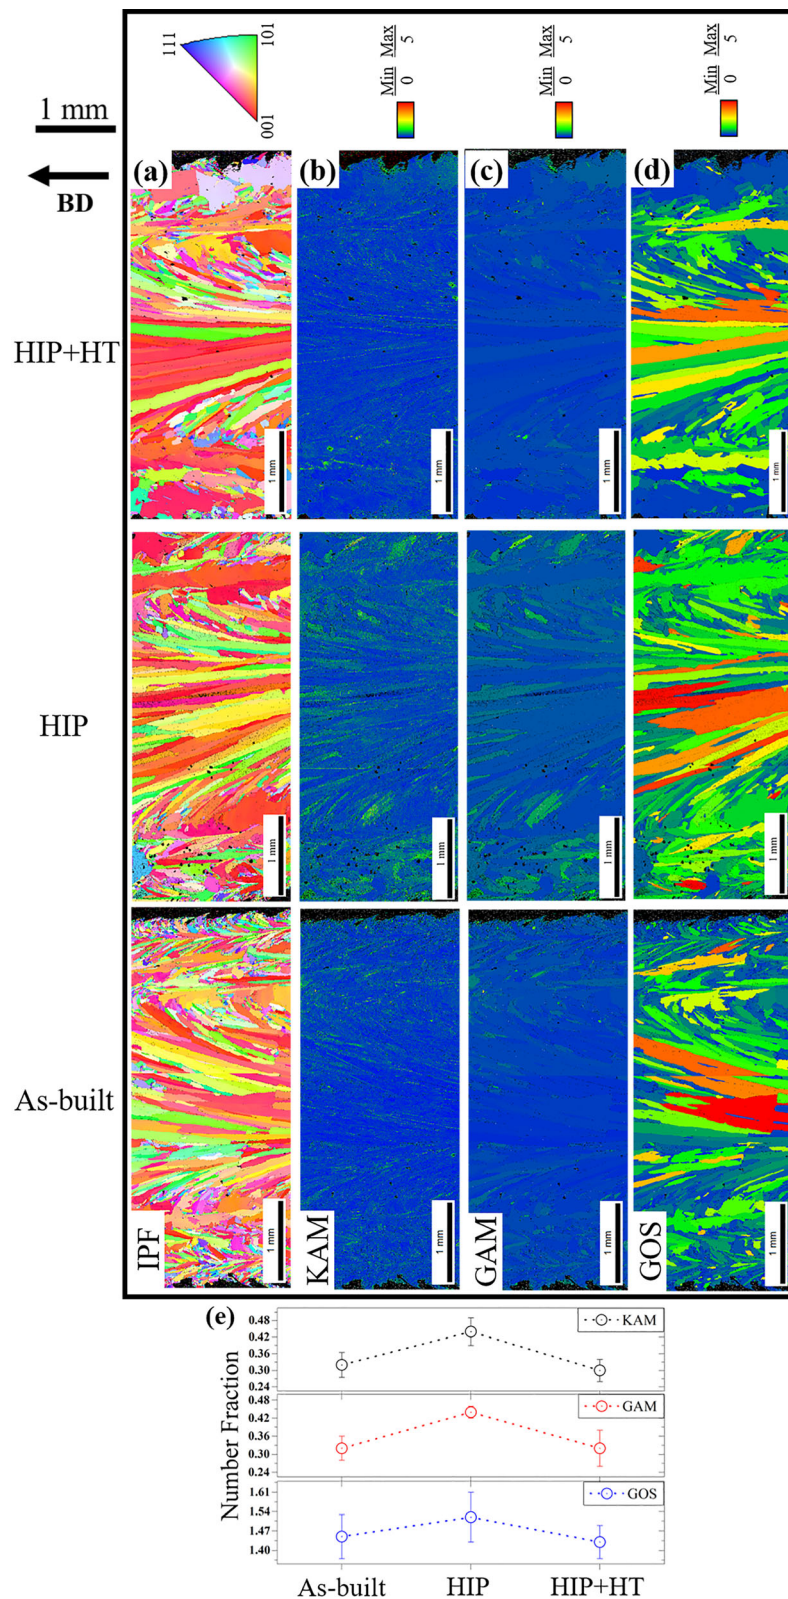 111
101
001
Min
Max
0
5
Min
Max
0
5
Min
Max
0
5
1 mm
BD
(a)
(b)
(c)
(d)
HIP+HT
1 mm
1 mm
1 mm
1 mm
HIP
1 mm
1 mm
1 mm
1 mm
As-built
IPF
KAM
GAM
GOS
1 mm
1 mm
1 mm
1 mm
(e)
Number Fraction
0.48
0.42
0.36
0.30
0.24
KAM
0.48
0.42
0.36
0.30
0.24
GAM
1.61
1.54
1.47
1.40
GOS
As-built
HIP
HIP+HT